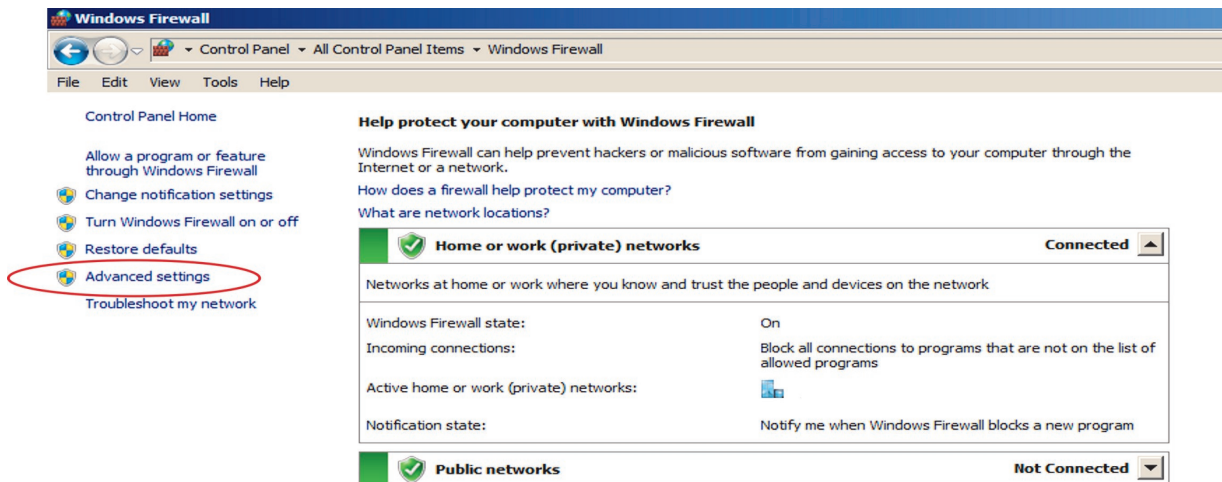 Windows Firewall
Control Panel All Control Panel Items Windows Firewall
File Edit View Tools Help
Control Panel Home
Allow a program or feature
through Windows Firewall
Change notification settings
Turn Windows Firewall on or off
Restore defaults
Advanced settings
Troubleshoot my network
Help protect your computer with Windows Firewall
Windows Firewall can help prevent hackers or malicious software from gaining access to your computer through the
Internet or a network.
How does a firewall help protect my computer?
What are network locations?
Home or work (private) networks Connected
Networks at home or work where you know and trust the people and devices on the network
Windows Firewall state: On
Incoming connections: Block all connections to programs that are not on the list of
allowed programs
Active home or work (private) networks:
Notification state: Notify me when Windows Firewall blocks a new program
Public networks Not Connected